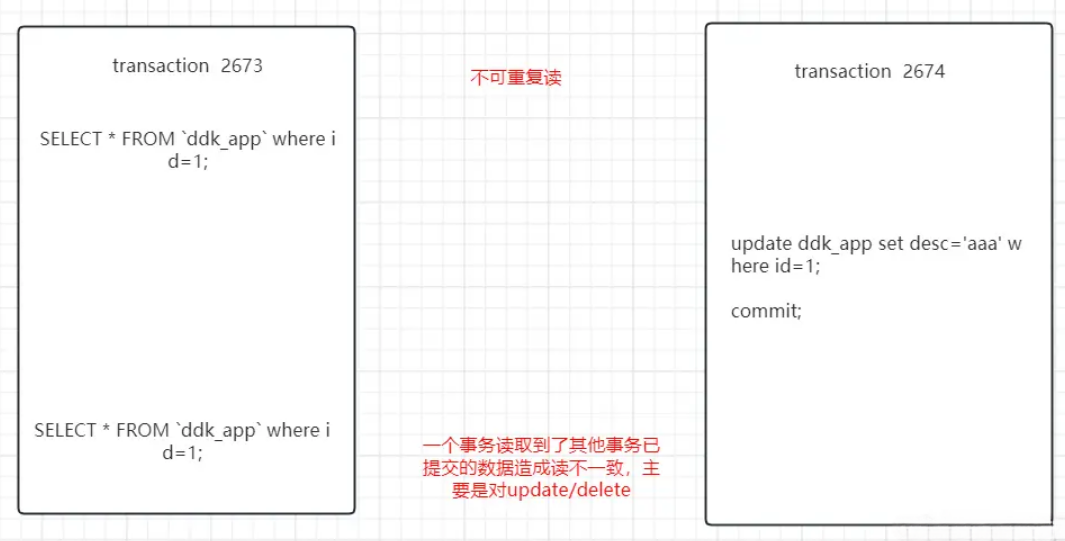 transaction 2673
不可重复读
transaction 2674
SELECT * FROM `ddk_app` where i
d=1;
update ddk_app set desc='aaa' w
here id=1;
commit;
SELECT * FROM `ddk_app` where i
d=1;
一个事务读取到了其他事务已
提交的数据造成读不一致，主
要是对update/delete